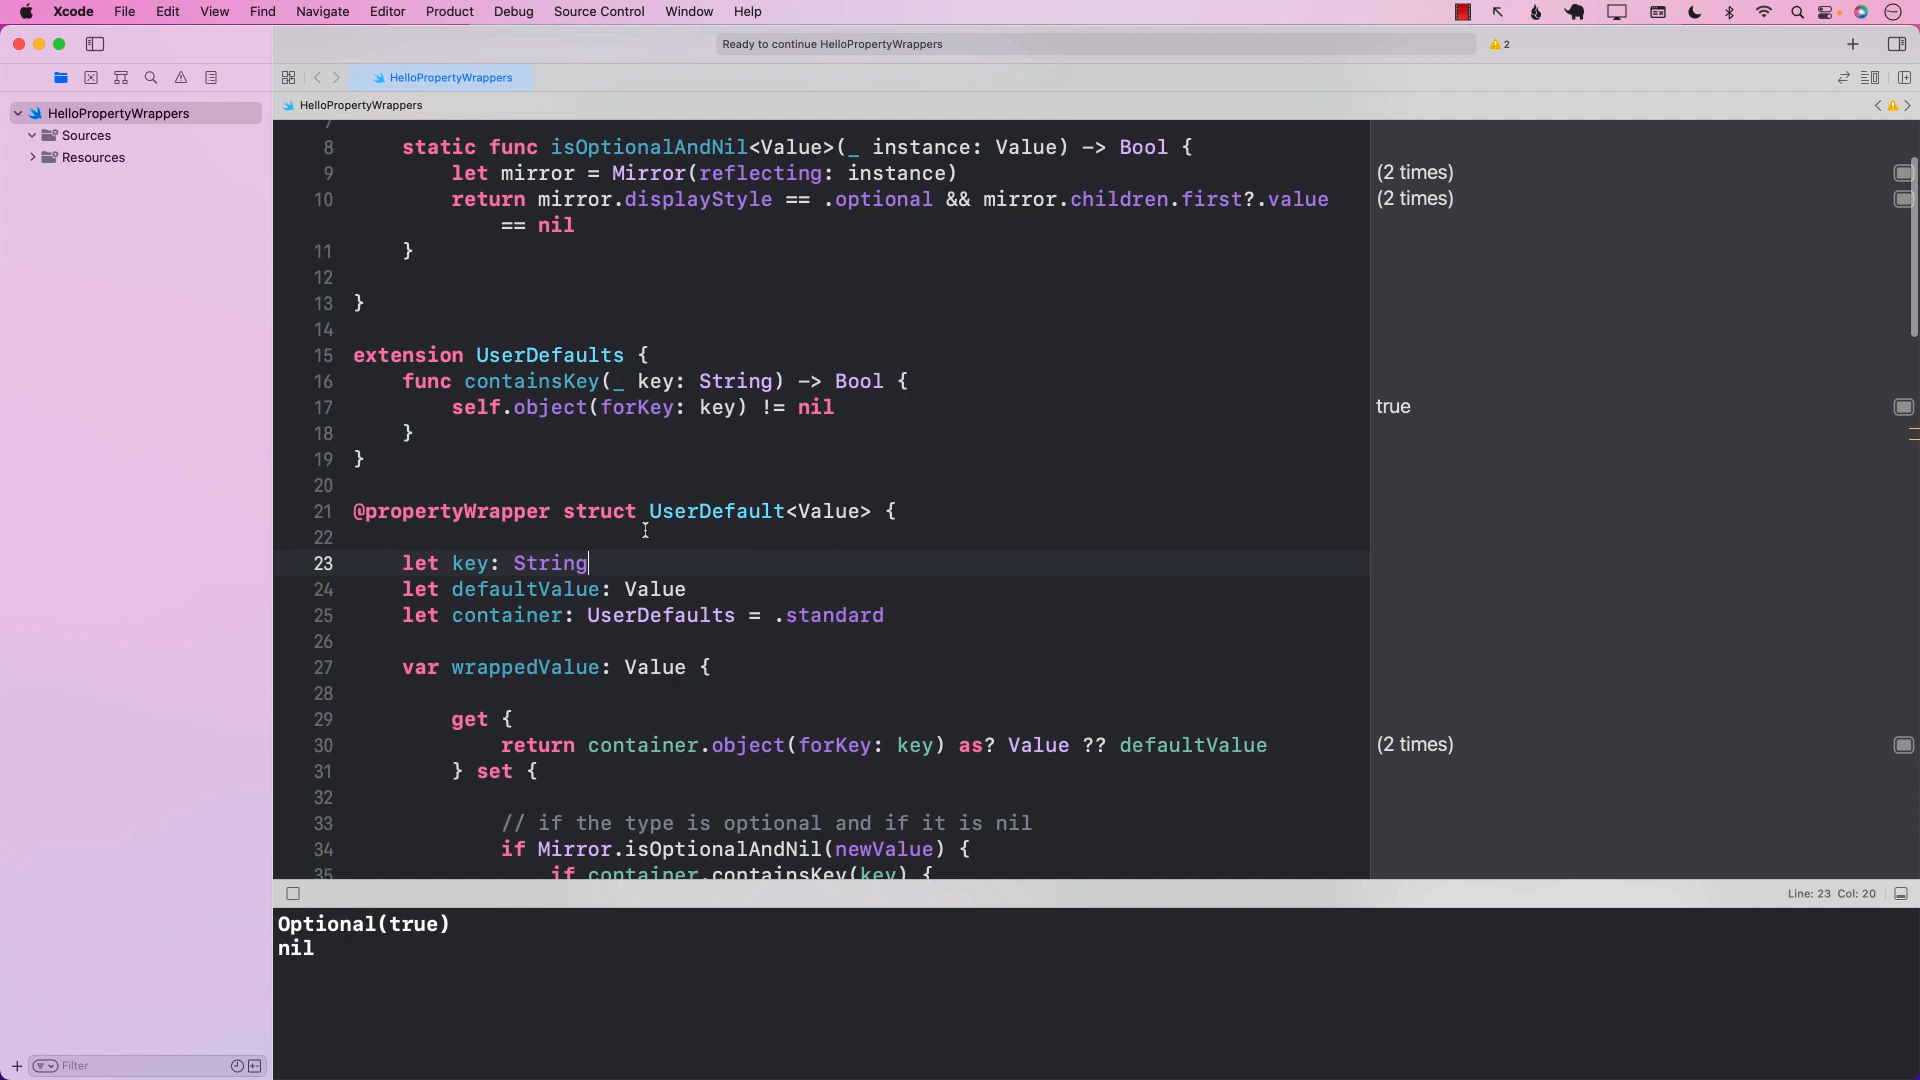 Xcode File Edit View Find Navigate Editor Product Debug Source Control Window Help
Ready to continue HelloPropertyWrappers
2
HelloPropertyWrappers
HelloPropertyWrappers
HelloPropertyWrappers
Sources
Resources
7
8 static func isOptionalAndNil<Value>(_ instance: Value) -> Bool {
9 let mirror = Mirror(reflecting: instance)
(2 times)
10 return mirror.displayStyle == .optional && mirror.children.first?.value
(2 times)
== nil
11 }
12
13 }
14
15 extension UserDefaults {
16 func containsKey(_ key: String) -> Bool {
17 self.object(forKey: key) != nil
true
18 }
19 }
20
21 @propertyWrapper struct UserDefault<Value> {
22
23 let key: String
24 let defaultValue: Value
25 let container: UserDefaults = .standard
26
27 var wrappedValue: Value {
28
29 get {
30 return container.object(forKey: key) as? Value ?? defaultValue
(2 times)
31 } set {
32
33 // if the type is optional and if it is nil
34 if Mirror.isOptionalAndNil(newValue) {
35 if container.containsKey(key) {
Line: 23 Col: 20
Optional(true)
nil
Filter